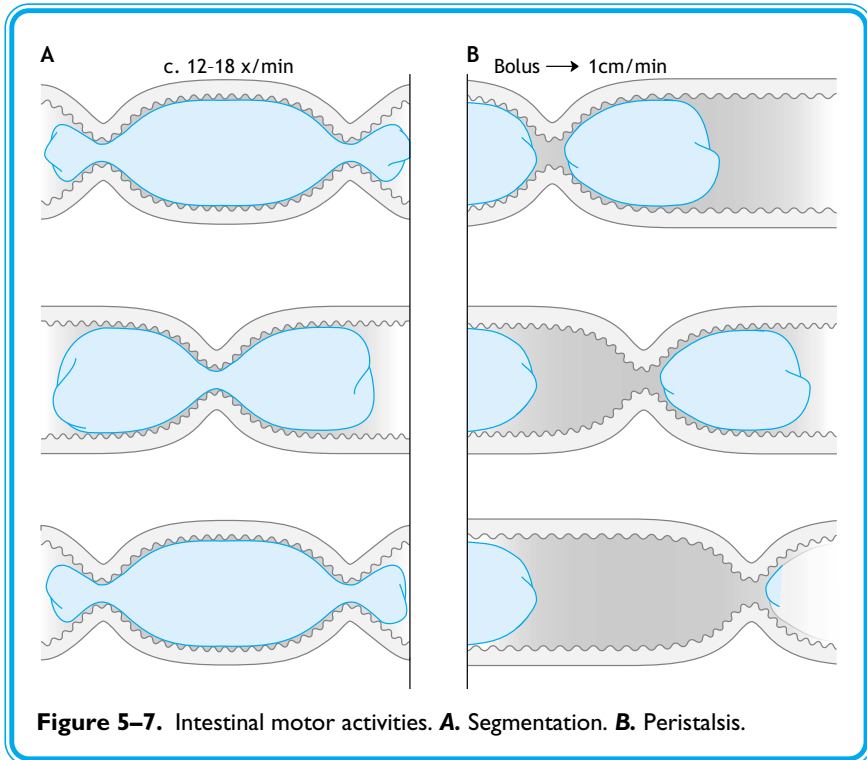 A
c. 12-18 x/min
B
Bolus → 1cm/min
Figure 5–7. Intestinal motor activities. A. Segmentation. B. Peristalsis.